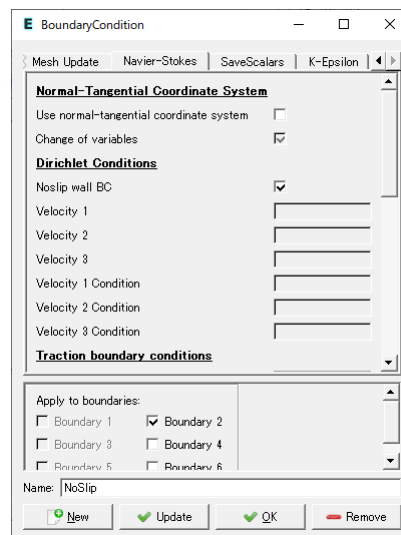 E BoundaryCondition
Mesh Update Navier-Stokes SaveScalars K-Epsilon
Normal-Tangential Coordinate System
Use normal-tangential coordinate system
Change of variables
Dirichlet Conditions
Noslip wall BC
Velocity 1
Velocity 2
Velocity 3
Velocity 1 Condition
Velocity 2 Condition
Velocity 3 Condition
Traction boundary conditions
Apply to boundaries:
Boundary 1 Boundary 2
Boundary 3 Boundary 4
Boundary 5 Boundary 6
Name: NoSlip
New Update OK Remove